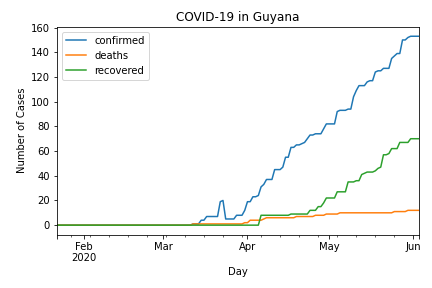 COVID-19 in Guyana
160
140
120
100
80
60
40
20
0
Number of Cases
confirmed
deaths
recovered
Feb
2020
Mar
Apr
May
Jun
Day